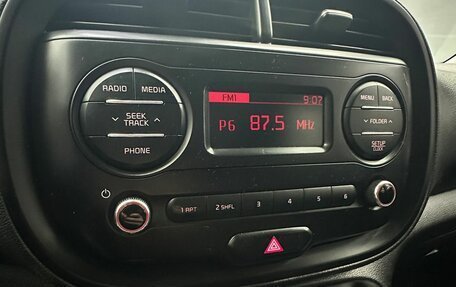 RADIO MEDIA
SEEK
TRACK
PHONE
FM1 9:07
P6 87.5 MHz
MENU BACK
FOLDER
SETUP
CLOCK
1 RPT 2 SHFL 3 4 5 6